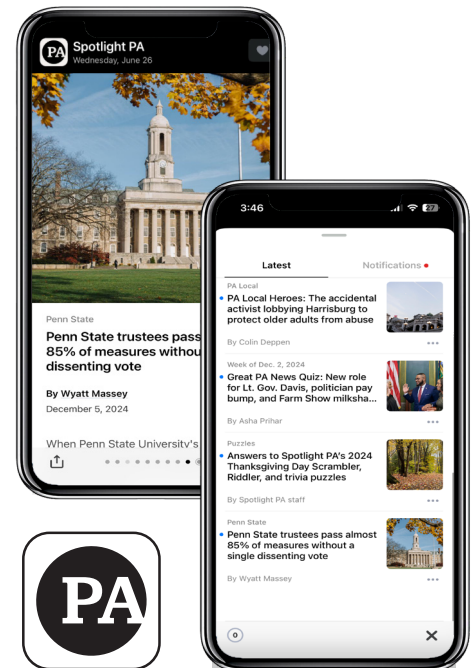 PA
Spotlight PA
Wednesday, June 26
Penn State
Penn State trustees pass
85% of measures withou
dissenting vote
By Wyatt Massey
December 5, 2024
When Penn State University's
3:46
27
Latest
Notifications
PA Local
PA Local Heroes: The accidental
activist lobbying Harrisburg to
protect older adults from abuse
By Colin Deppen
Week of Dec. 2, 2024
Great PA News Quiz: New role
for Lt. Gov. Davis, politician pay
bump, and Farm Show milksha...
By Asha Prihar
Puzzles
Answers to Spotlight PA's 2024
Thanksgiving Day Scrambler,
Riddler, and trivia puzzles
By Spotlight PA staff
Penn State
Penn State trustees pass almost
85% of measures without a
single dissenting vote
By Wyatt Massey
0
PA